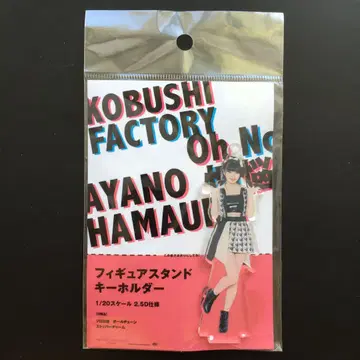 KOBUSHI
FACTORY
Oh No
AYANO
HAMAU
フィギュアスタンド
キーホルダー
1/20スケール 2.5D仕様